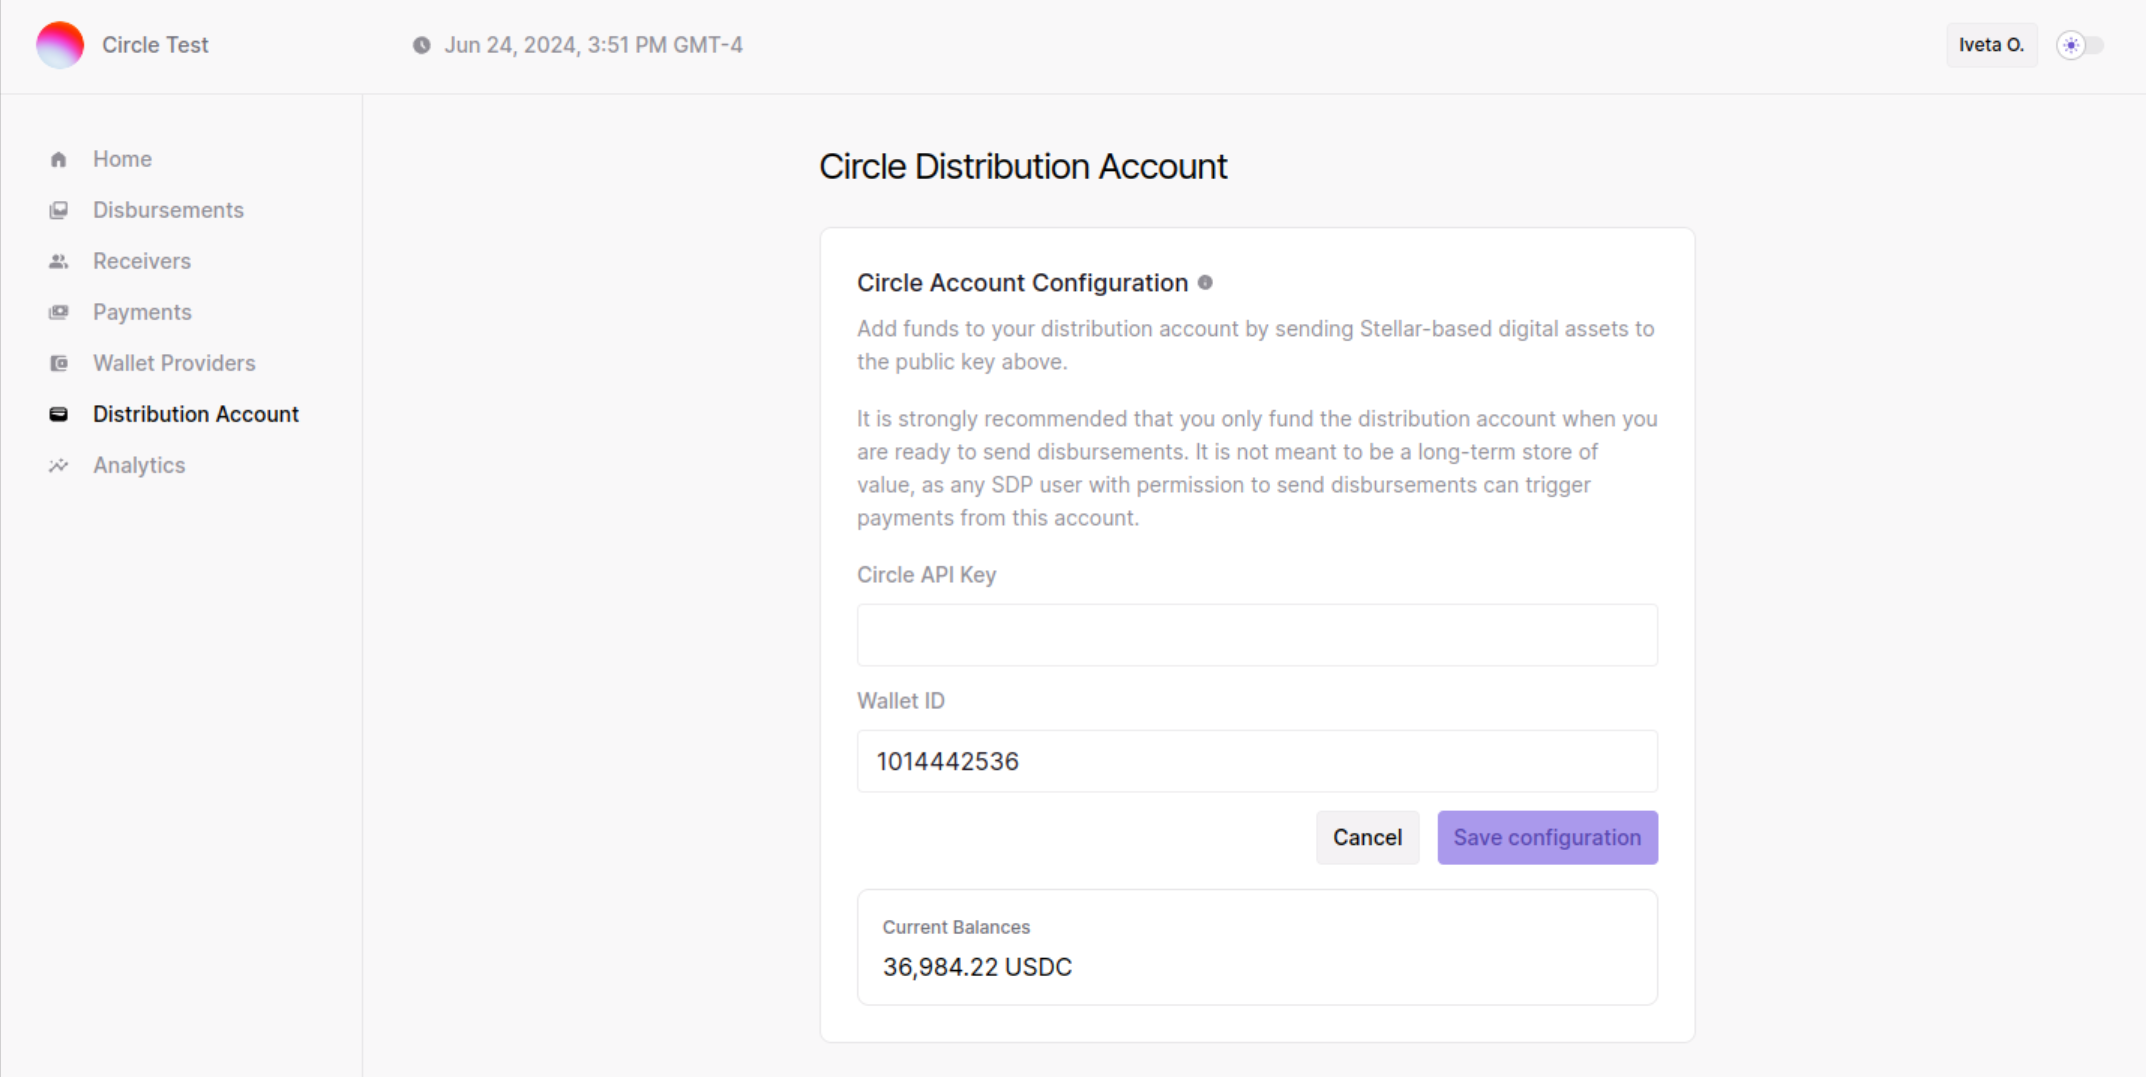 Circle Test
Jun 24, 2024, 3:51 PM GMT-4
Iveta O.
Home
Disbursements
Receivers
Payments
Wallet Providers
Distribution Account
Analytics
Circle Distribution Account
Circle Account Configuration
Add funds to your distribution account by sending Stellar-based digital assets to
the public key above.
It is strongly recommended that you only fund the distribution account when you
are ready to send disbursements. It is not meant to be a long-term store of
value, as any SDP user with permission to send disbursements can trigger
payments from this account.
Circle API Key
Wallet ID
1014442536
Cancel
Save configuration
Current Balances
36,984.22 USDC